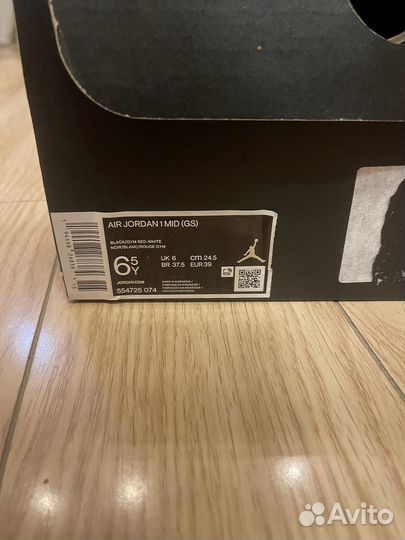 AIR JORDAN 1 MID (GS)
BLACK/GYM RED-WHITE
NOIR/BLANC/ROUGE GYM
6.5Y
UK 6 cm 24.5
BR 37.5 EUR 39
JORDAN.COM
554725 074
Avito